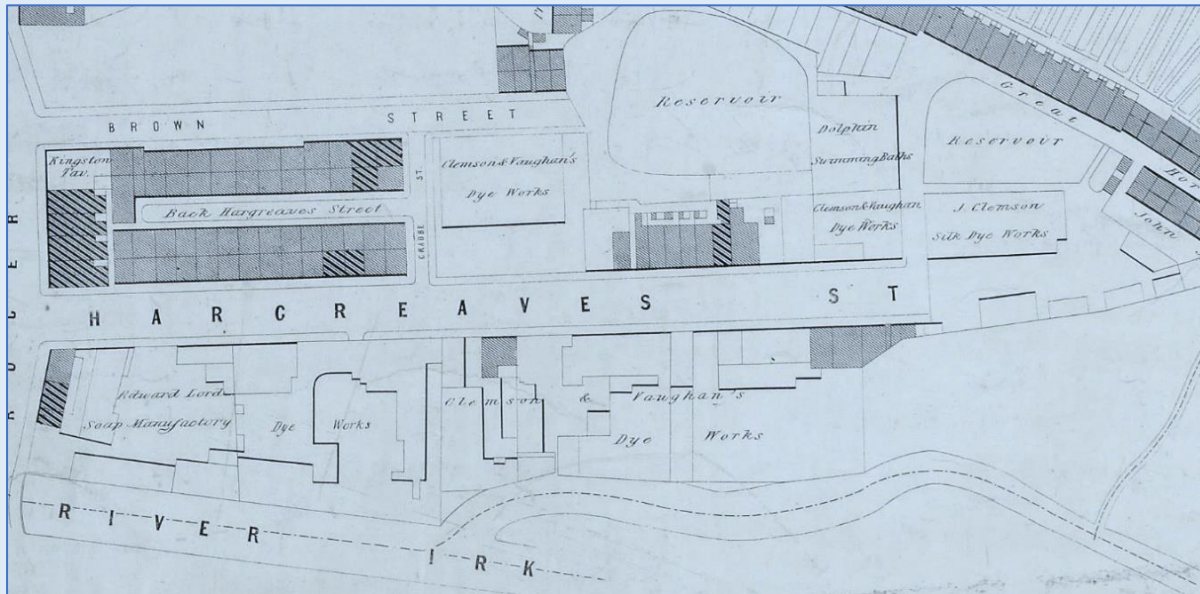 BROWN STREET
Kingston
Tav.
Back Hargreaves Street
ST.
Clemson & Vaughan's
Dye Works
Reservoir
Dolphin
Swimming Baths
Clemson & Vaughan
Dye Works
Reservoir
J. Clemson
Silk Dye Works
Great
John
HARGREAVES ST
Edward Lord
Soap Manufactory
Dye Works
Clemson & Vaughan's
Dye Works
RIVER IRK